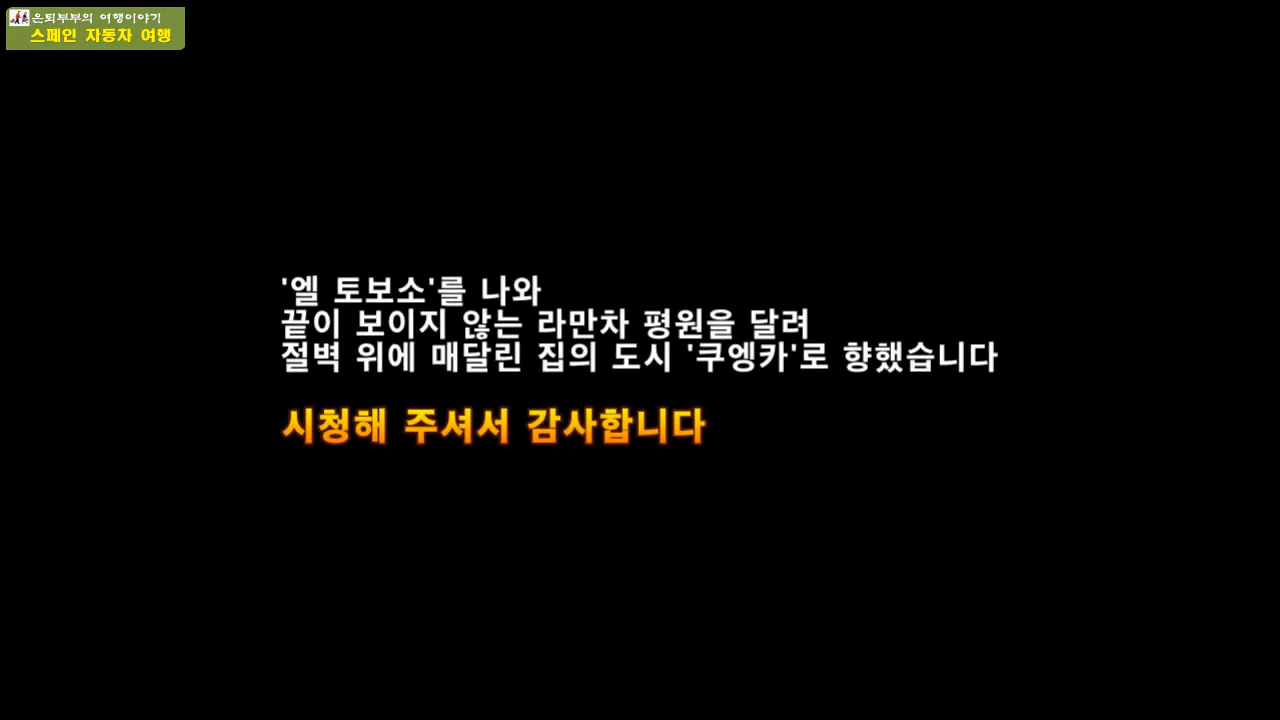 은퇴부부의 여행이야기
스페인 자동차 여행
'엘 토보소'를 나와
끝이 보이지 않는 라만차 평원을 달려
절벽 위에 매달린 집의 도시 '쿠엥카'로 향했습니다
시청해 주셔서 감사합니다